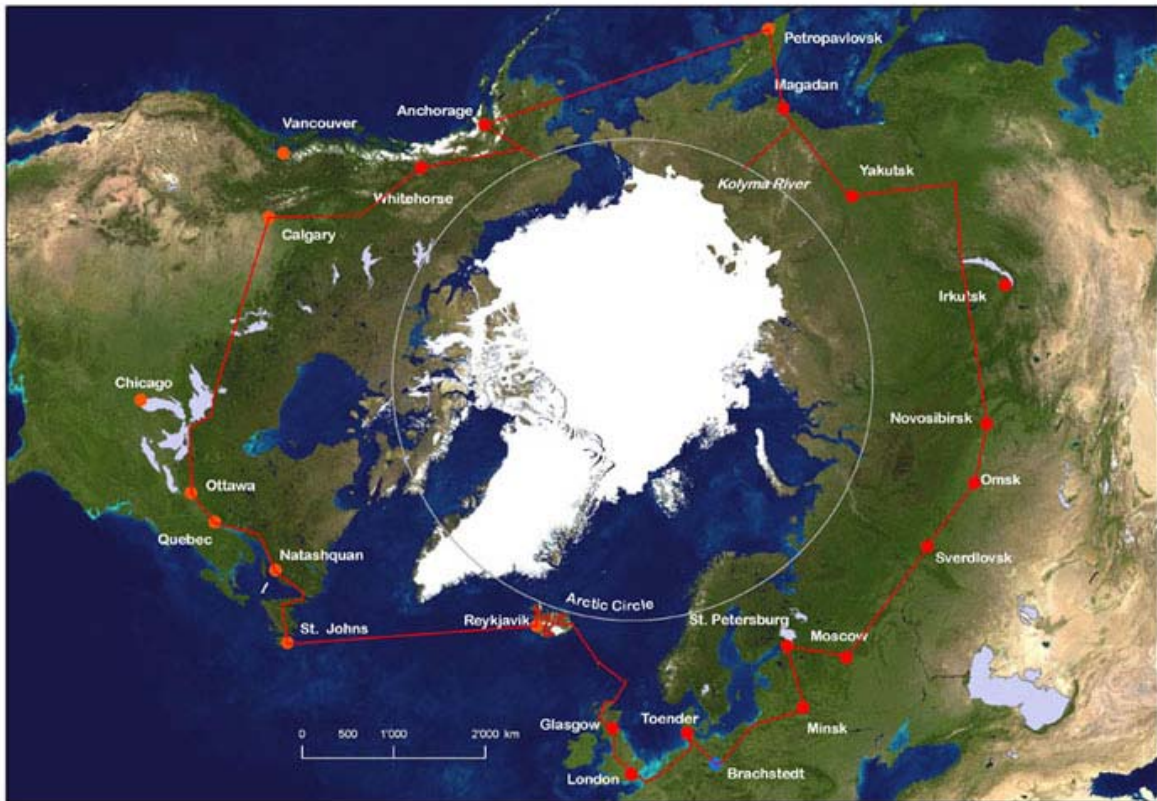 Petropavlovsk
Magadan
Anchorage
Vancouver
Kolyma River
Yakutsk
Whitehorse
Calgary
Irkutsk
Chicago
Novosibirsk
Omsk
Ottawa
Quebec
Sverdlovsk
Natashquan
Arctic Circle
Reykjavik
St. Petersburg
Moscow
St. Johns
Glasgow
Toender
Minsk
0 500 1'000 2'000 km
London
Brachstedt